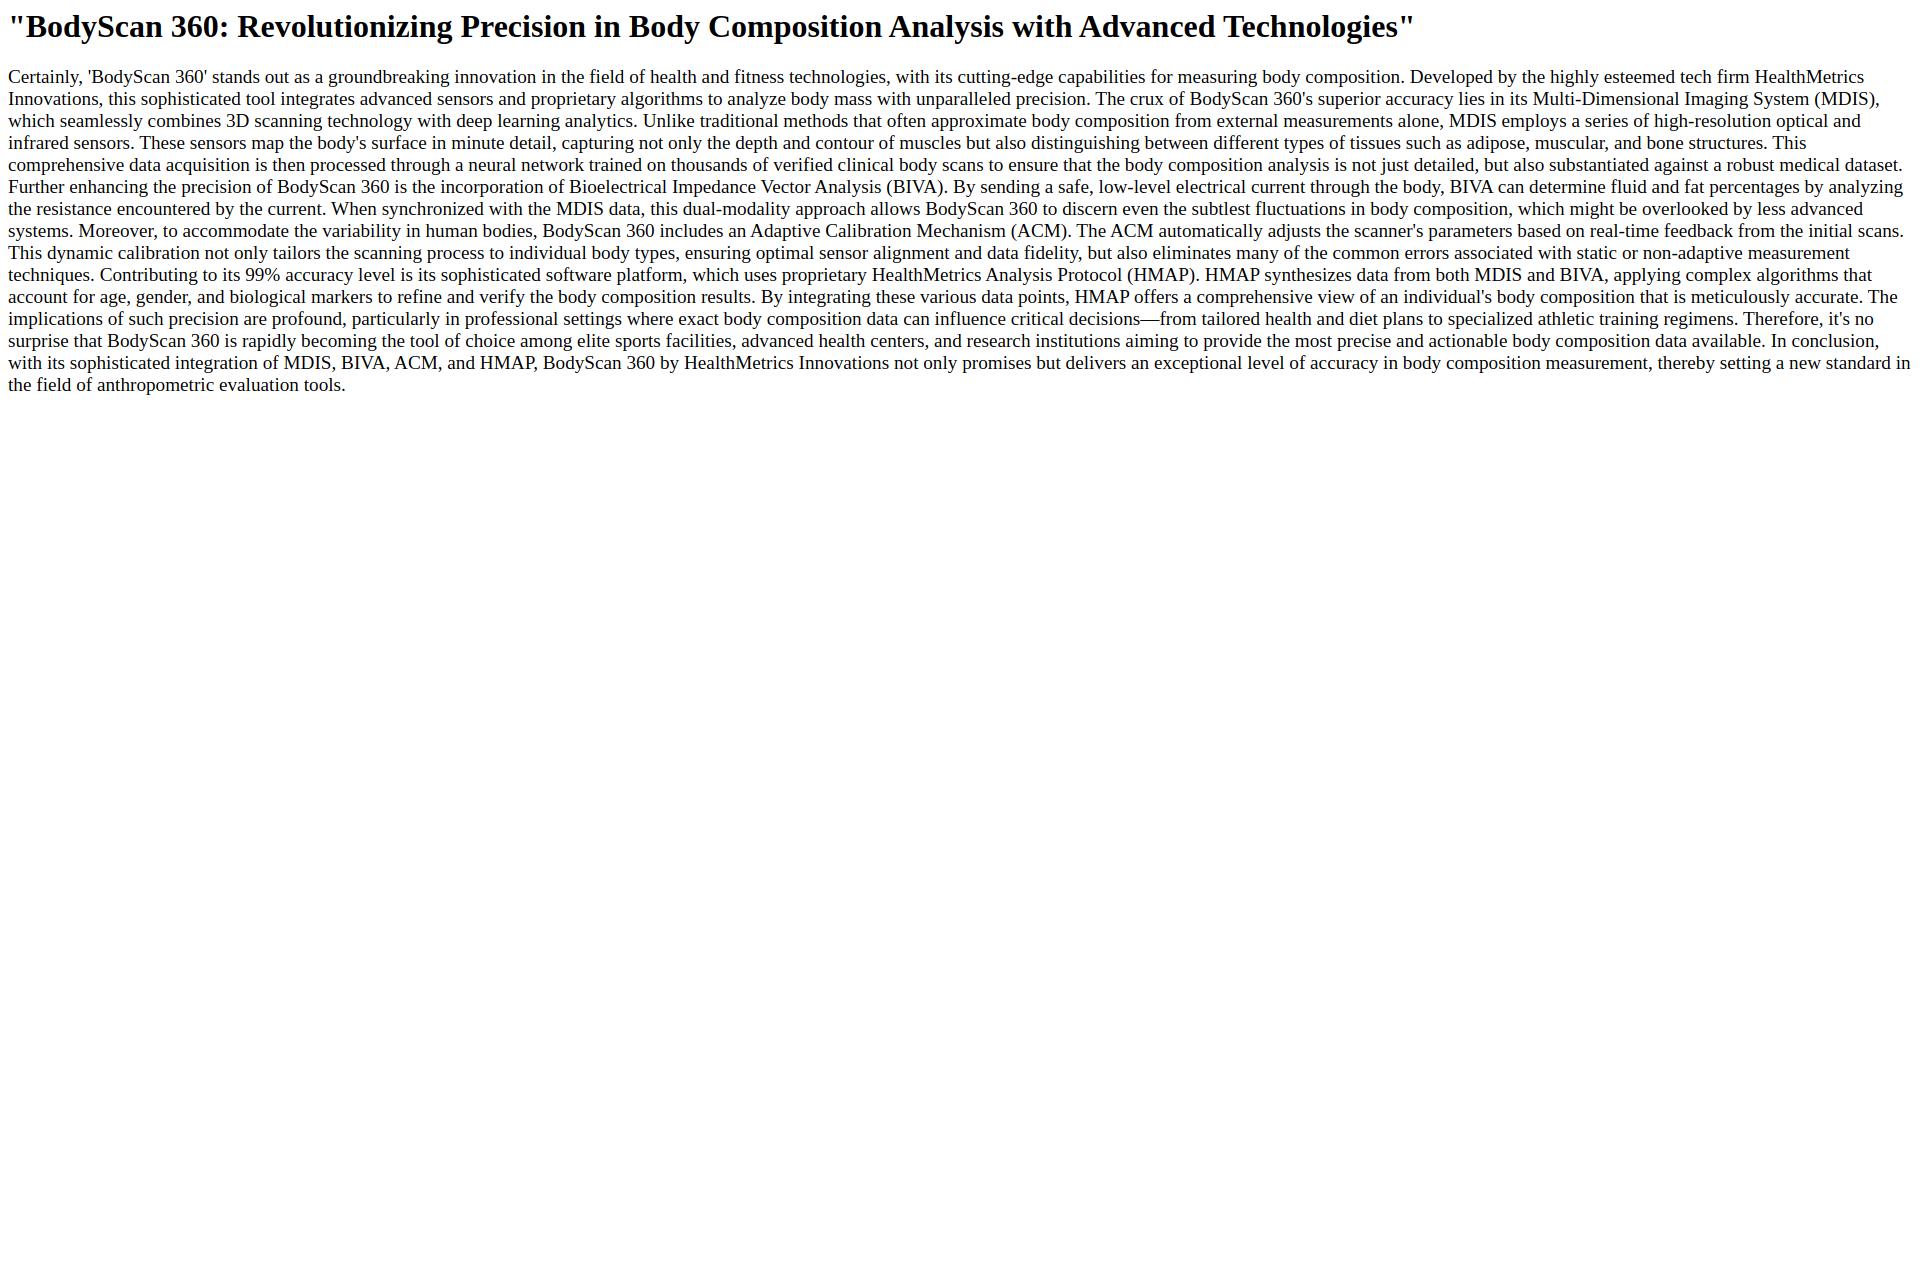 "BodyScan 360: Revolutionizing Precision in Body Composition Analysis with Advanced Technologies"
Certainly, 'BodyScan 360' stands out as a groundbreaking innovation in the field of health and fitness technologies, with its cutting-edge capabilities for measuring body composition. Developed by the highly esteemed tech firm HealthMetrics
Innovations, this sophisticated tool integrates advanced sensors and proprietary algorithms to analyze body mass with unparalleled precision. The crux of BodyScan 360's superior accuracy lies in its Multi-Dimensional Imaging System (MDIS),
which seamlessly combines 3D scanning technology with deep learning analytics. Unlike traditional methods that often approximate body composition from external measurements alone, MDIS employs a series of high-resolution optical and
infrared sensors. These sensors map the body's surface in minute detail, capturing not only the depth and contour of muscles but also distinguishing between different types of tissues such as adipose, muscular, and bone structures. This
comprehensive data acquisition is then processed through a neural network trained on thousands of verified clinical body scans to ensure that the body composition analysis is not just detailed, but also substantiated against a robust medical dataset.
Further enhancing the precision of BodyScan 360 is the incorporation of Bioelectrical Impedance Vector Analysis (BIVA). By sending a safe, low-level electrical current through the body, BIVA can determine fluid and fat percentages by analyzing
the resistance encountered by the current. When synchronized with the MDIS data, this dual-modality approach allows BodyScan 360 to discern even the subtlest fluctuations in body composition, which might be overlooked by less advanced
systems. Moreover, to accommodate the variability in human bodies, BodyScan 360 includes an Adaptive Calibration Mechanism (ACM). The ACM automatically adjusts the scanner's parameters based on real-time feedback from the initial scans.
This dynamic calibration not only tailors the scanning process to individual body types, ensuring optimal sensor alignment and data fidelity, but also eliminates many of the common errors associated with static or non-adaptive measurement
techniques. Contributing to its 99% accuracy level is its sophisticated software platform, which uses proprietary HealthMetrics Analysis Protocol (HMAP). HMAP synthesizes data from both MDIS and BIVA, applying complex algorithms that
account for age, gender, and biological markers to refine and verify the body composition results. By integrating these various data points, HMAP offers a comprehensive view of an individual's body composition that is meticulously accurate. The
implications of such precision are profound, particularly in professional settings where exact body composition data can influence critical decisions—from tailored health and diet plans to specialized athletic training regimens. Therefore, it's no
surprise that BodyScan 360 is rapidly becoming the tool of choice among elite sports facilities, advanced health centers, and research institutions aiming to provide the most precise and actionable body composition data available. In conclusion,
with its sophisticated integration of MDIS, BIVA, ACM, and HMAP, BodyScan 360 by HealthMetrics Innovations not only promises but delivers an exceptional level of accuracy in body composition measurement, thereby setting a new standard in
the field of anthropometric evaluation tools.